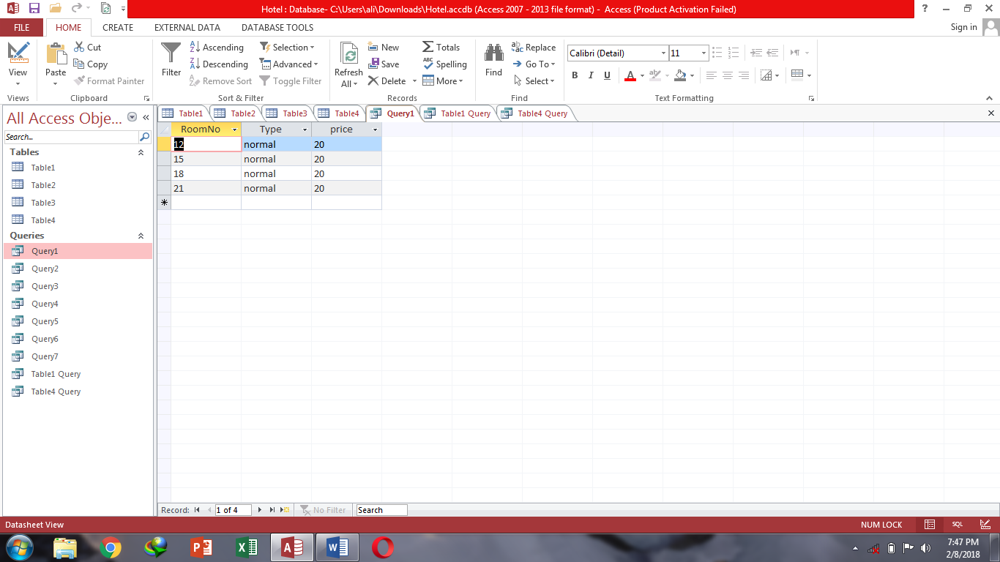 Hotel : Database- C:\Users\ali\Downloads\Hotel.accdb (Access 2007 - 2013 file format) - Access (Product Activation Failed)
FILE HOME CREATE EXTERNAL DATA DATABASE TOOLS Sign in
View
Views
Paste
Cut
Copy
Format Painter
Clipboard
Filter
Ascending
Descending
Remove Sort
Selection
Advanced
Toggle Filter
Sort & Filter
Refresh All
New
Save
Delete
Totals
Spelling
More
Records
Find
Replace
Go To
Select
Find
Calibri (Detail) 11
B I U A
Text Formatting
All Access Obje...
Search...
Tables
Table1
Table2
Table3
Table4
Queries
Query1
Query2
Query3
Query4
Query5
Query6
Query7
Table1 Query
Table4 Query
Table1 Table2 Table3 Table4 Query1 Table1 Query Table4 Query
RoomNo Type price
12 normal 20
15 normal 20
18 normal 20
21 normal 20
Record: 1 of 4 No Filter Search
Datasheet View NUM LOCK SQL
7:47 PM
2/8/2018